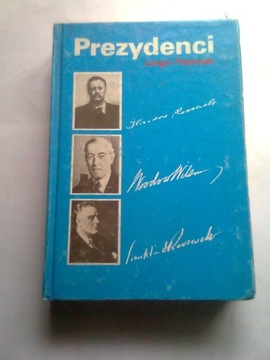 Prezydenci
Theodore Roosevelt
Woodrow Wilson
Franklin D Roosevelt